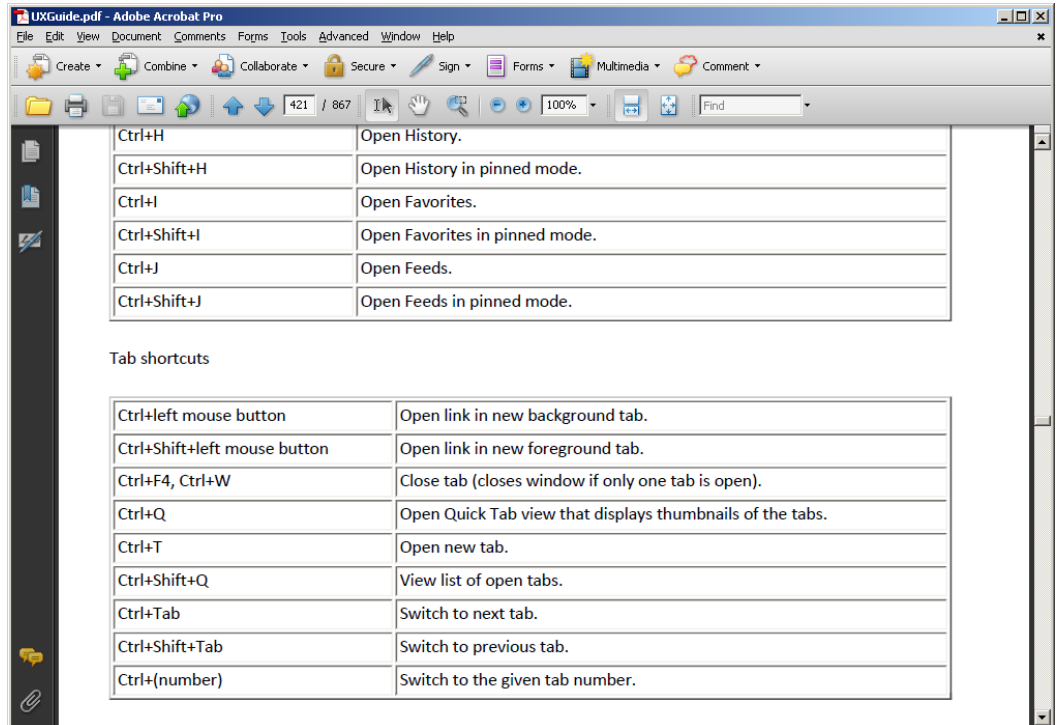 UXGuide.pdf - Adobe Acrobat Pro
File Edit View Document Comments Forms Tools Advanced Window Help
Create Combine Collaborate Secure Sign Forms Multimedia Comment
421 / 867 100% Find
Ctrl+H Open History.
Ctrl+Shift+H Open History in pinned mode.
Ctrl+I Open Favorites.
Ctrl+Shift+I Open Favorites in pinned mode.
Ctrl+J Open Feeds.
Ctrl+Shift+J Open Feeds in pinned mode.
Tab shortcuts
Ctrl+left mouse button Open link in new background tab.
Ctrl+Shift+left mouse button Open link in new foreground tab.
Ctrl+F4, Ctrl+W Close tab (closes window if only one tab is open).
Ctrl+Q Open Quick Tab view that displays thumbnails of the tabs.
Ctrl+T Open new tab.
Ctrl+Shift+Q View list of open tabs.
Ctrl+Tab Switch to next tab.
Ctrl+Shift+Tab Switch to previous tab.
Ctrl+(number) Switch to the given tab number.